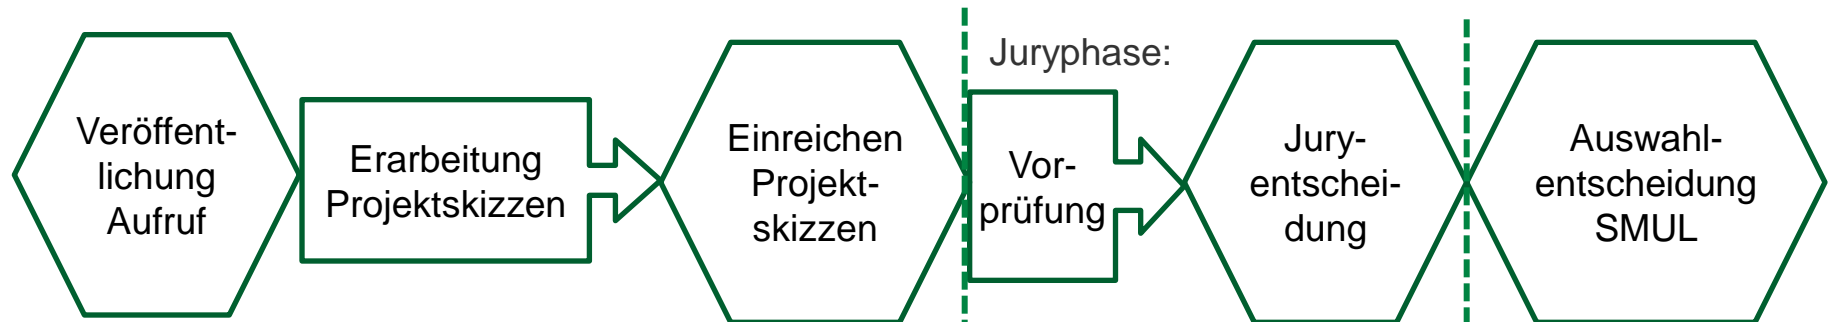 Veröffent-
lichung
Aufruf
Erarbeitung
Projektskizzen
Einreichen
Projekt-
skizzen
Juryphase:
Vor-
prüfung
Jury-
entschei-
dung
Auswahl-
entscheidung
SMUL